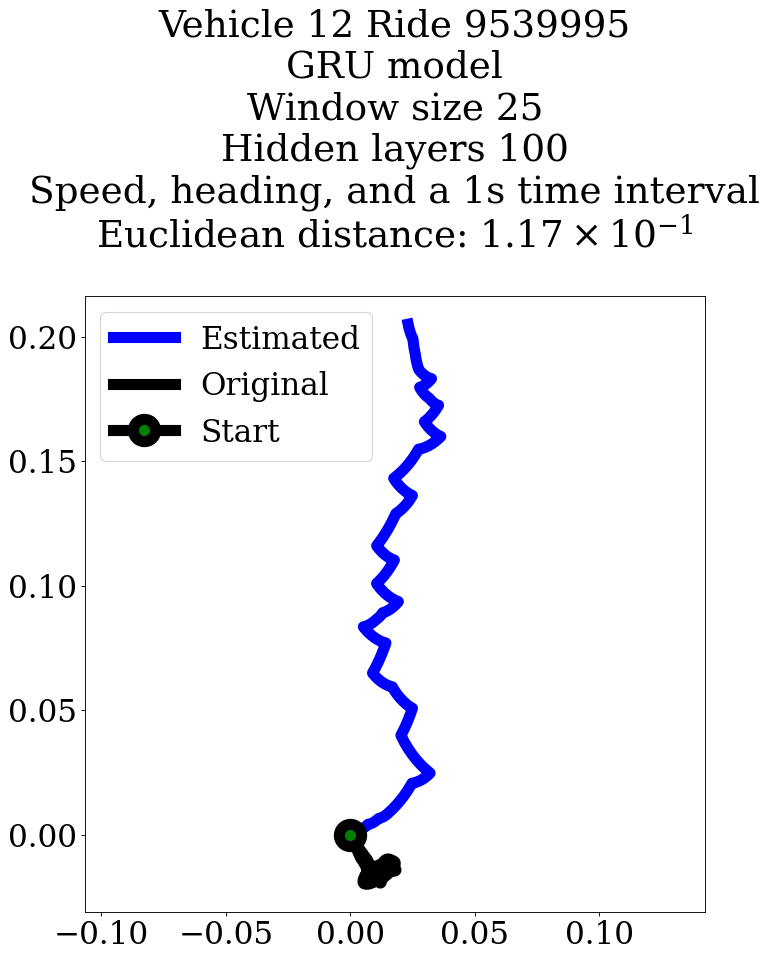 Vehicle 12 Ride 9539995
GRU model
Window size 25
Hidden layers 100
Speed, heading, and a 1s time interval
Euclidean distance: 1.17 × 10⁻¹
Estimated
Original
Start
0.20
0.15
0.10
0.05
0.00
−0.10 −0.05 0.00 0.05 0.10